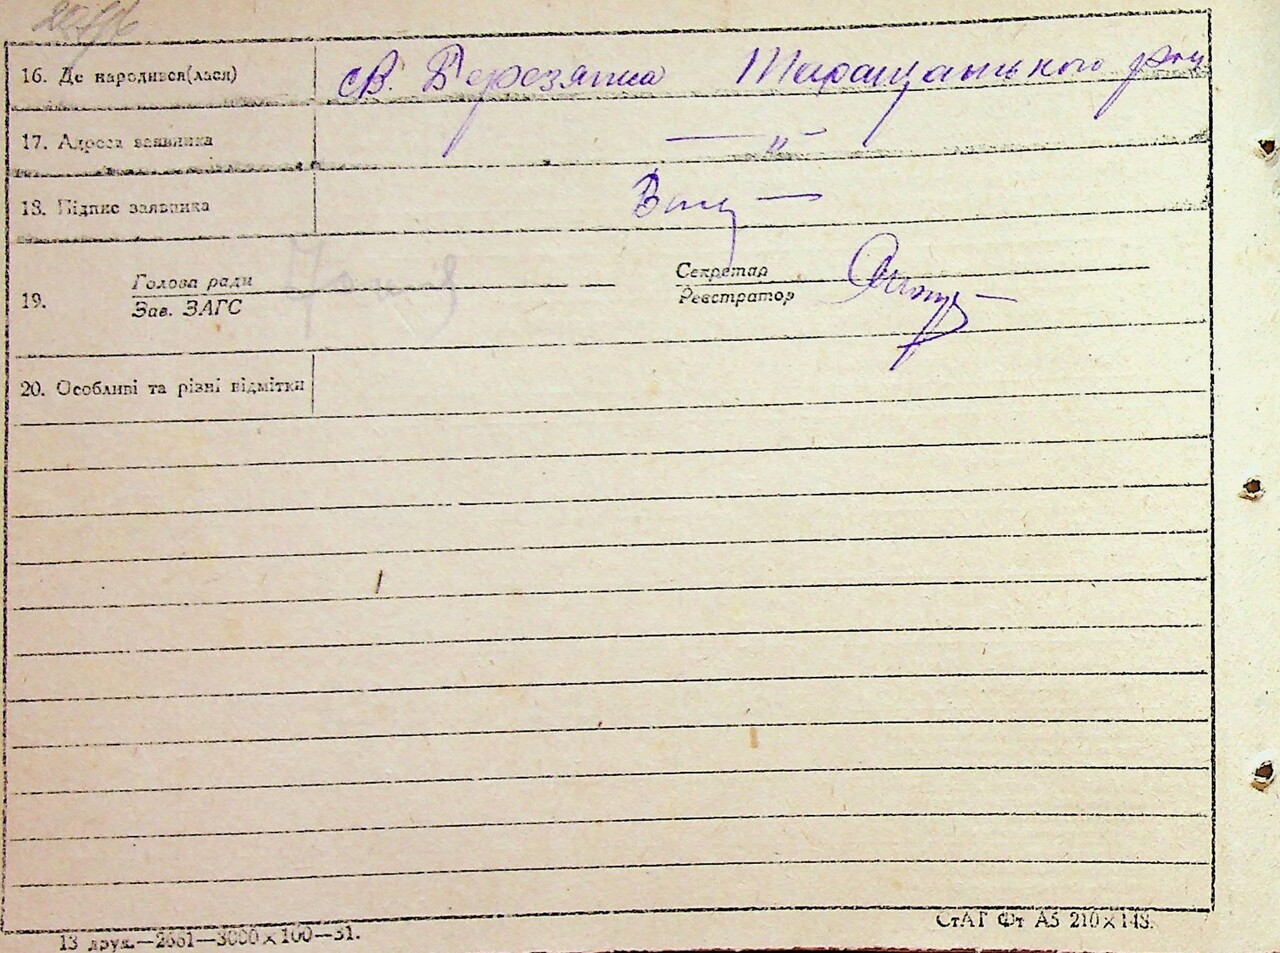 16. Де народився(лася) св. Березянка Таращанського р-ну
17. Адреса заявника — „ —
18. Підпис заявника
19. Голова ради
Зав. ЗАГС
Секретар
Реєстратор
20. Особливі та різні відмітки
13 друк.—2661—3000×100—31.
СтАГ Фт А5 210×148.